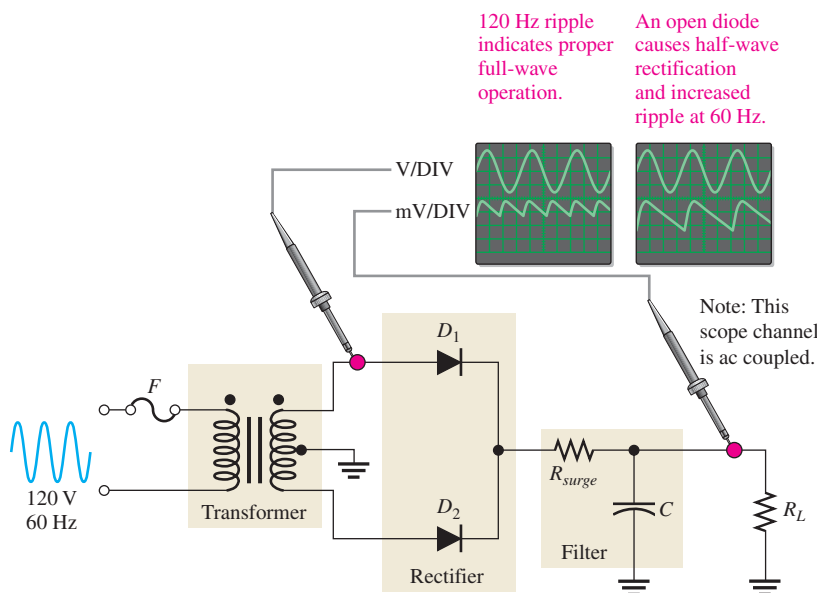 120 Hz ripple
indicates proper
full-wave
operation.
An open diode
causes half-wave
rectification
and increased
ripple at 60 Hz.
V/DIV
mV/DIV
Note: This
scope channel
is ac coupled.
D1
F
120 V
60 Hz
Transformer
D2
Rectifier
Rsurge
C
Filter
RL